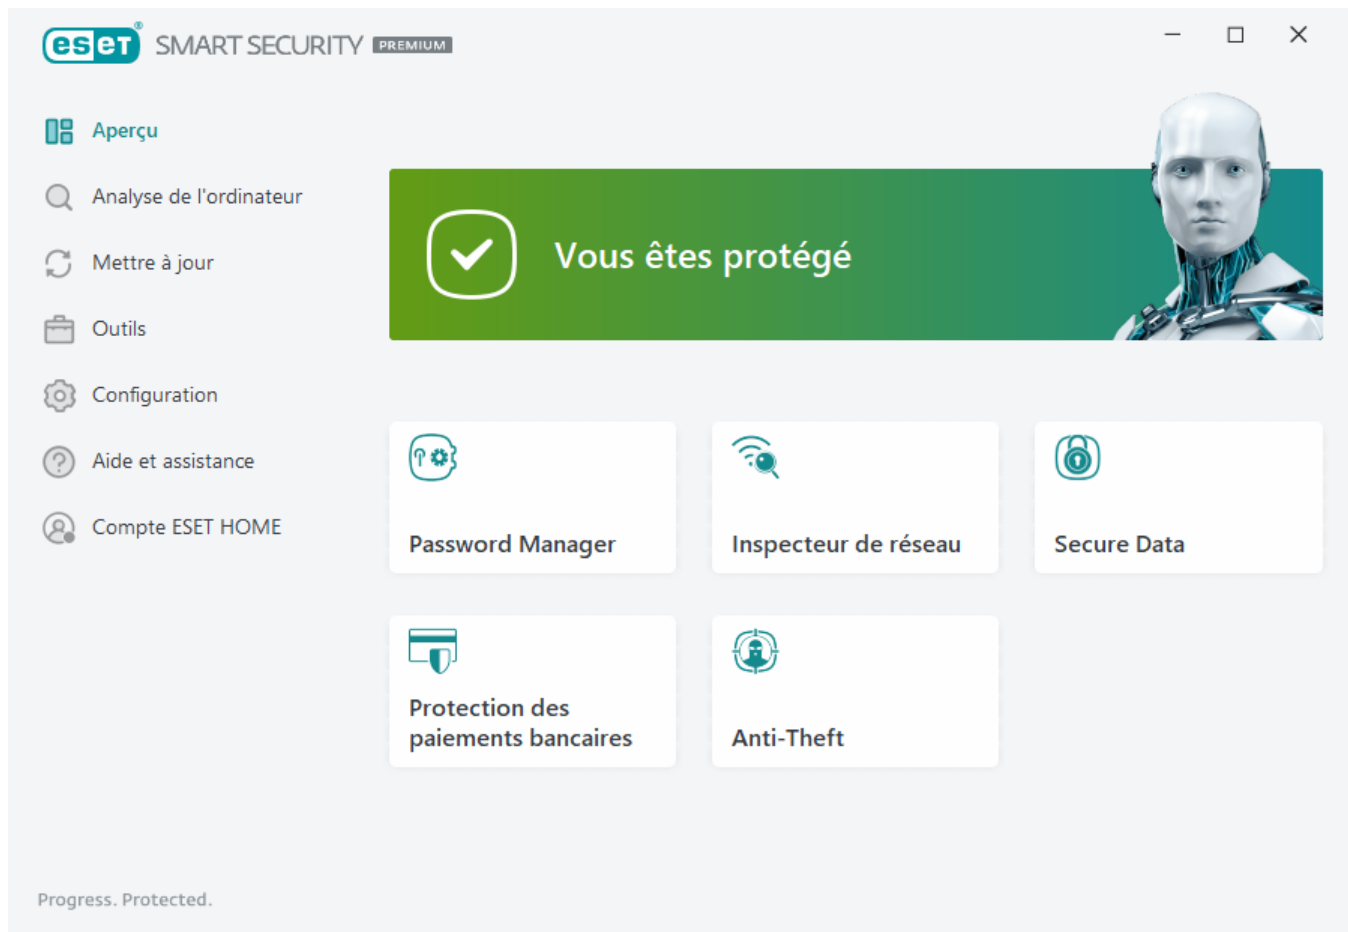 eset® SMART SECURITY PREMIUM
Aperçu
Analyse de l'ordinateur
Mettre à jour
Outils
Configuration
Aide et assistance
Compte ESET HOME
Vous êtes protégé
Password Manager
Inspecteur de réseau
Secure Data
Protection des
paiements bancaires
Anti-Theft
Progress. Protected.